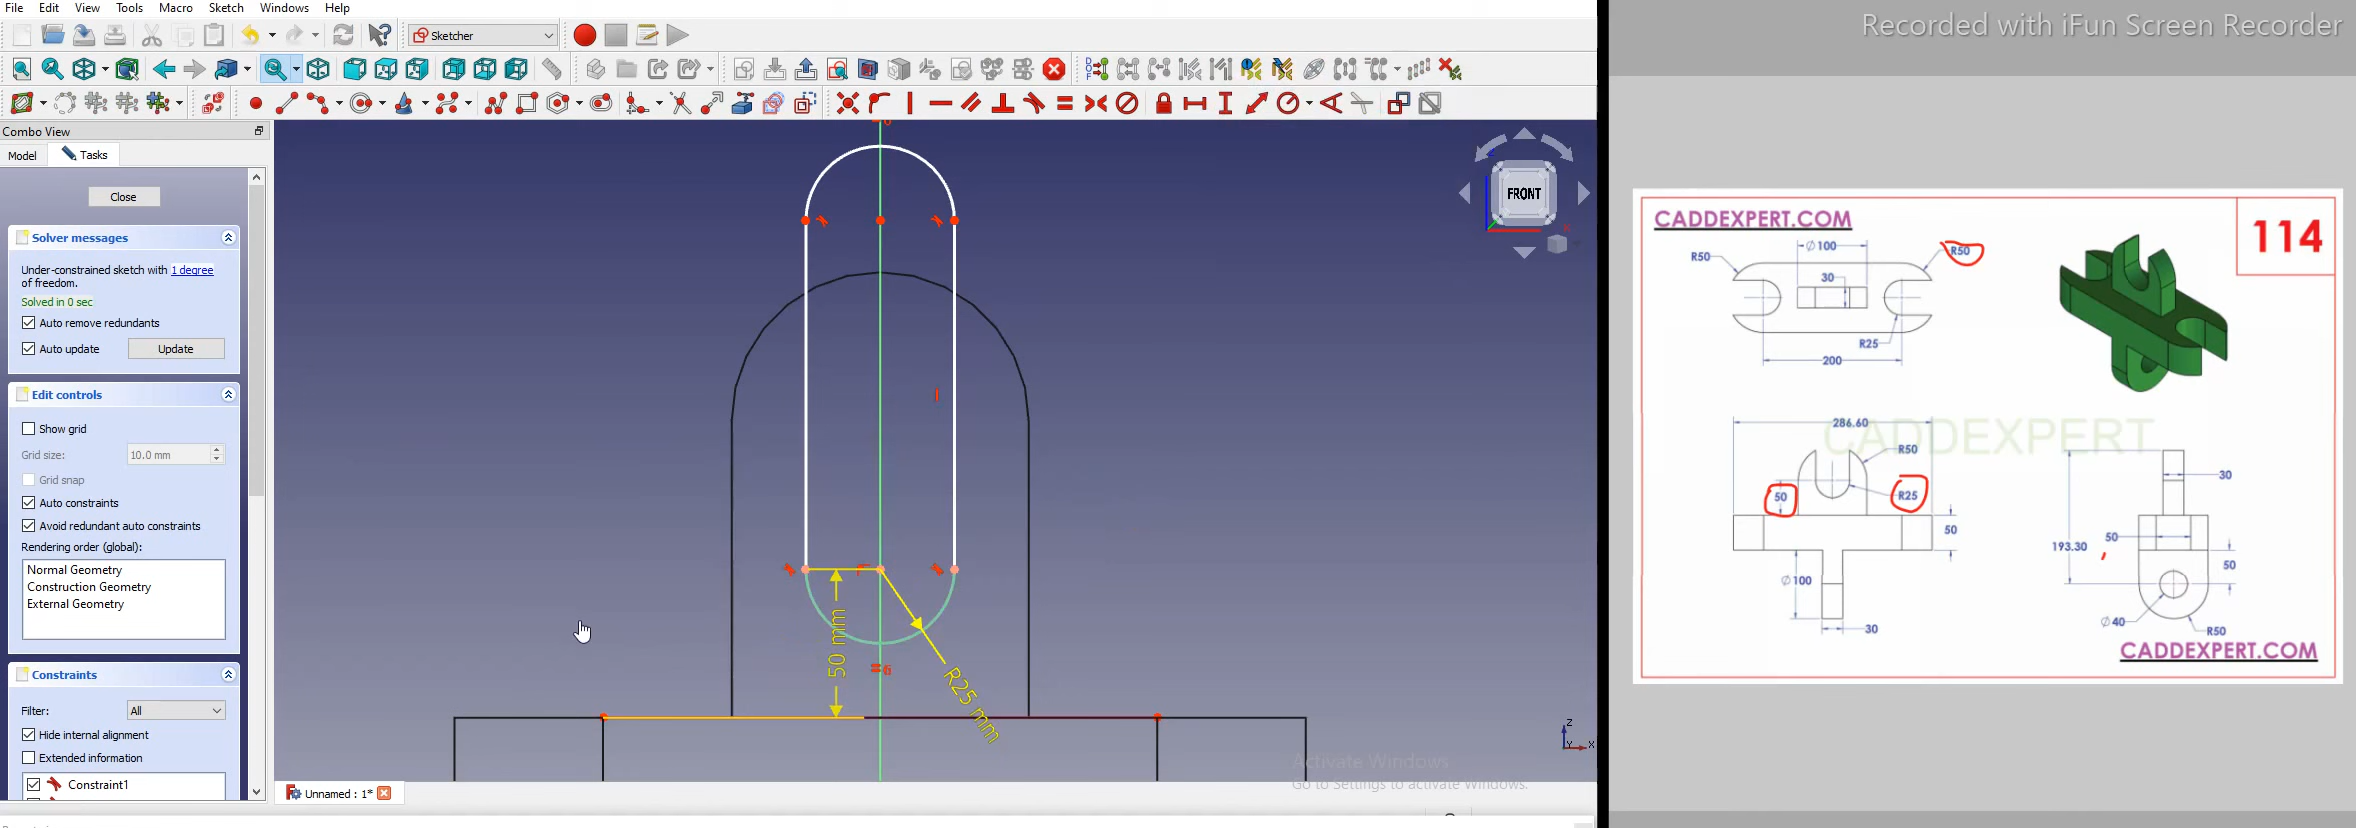 File Edit View Tools Macro Sketch Windows Help
Recorded with iFun Screen Recorder
Sketcher
Combo View
Model Tasks
Close
Solver messages
Under-constrained sketch with 1 degree
of freedom.
Solved in 0 sec
Auto remove redundants
Auto update Update
Edit controls
Show grid
Grid size: 10.0 mm
Grid snap
Auto constraints
Avoid redundant auto constraints
Rendering order (global):
Normal Geometry
Construction Geometry
External Geometry
Constraints
Filter: All
Hide internal alignment
Extended information
Constraint1
FRONT
50 mm
R25 mm
Z
X
Activate Windows
Go to Settings to activate Windows.
Unnamed : 1*
CADDEXPERT.COM
114
R50
Ø100
R50
30
R25
200
286.60
CADDEXPERT
R50
50
R25
50
Ø100
30
30
50
193.30
50
Ø40
R50
CADDEXPERT.COM